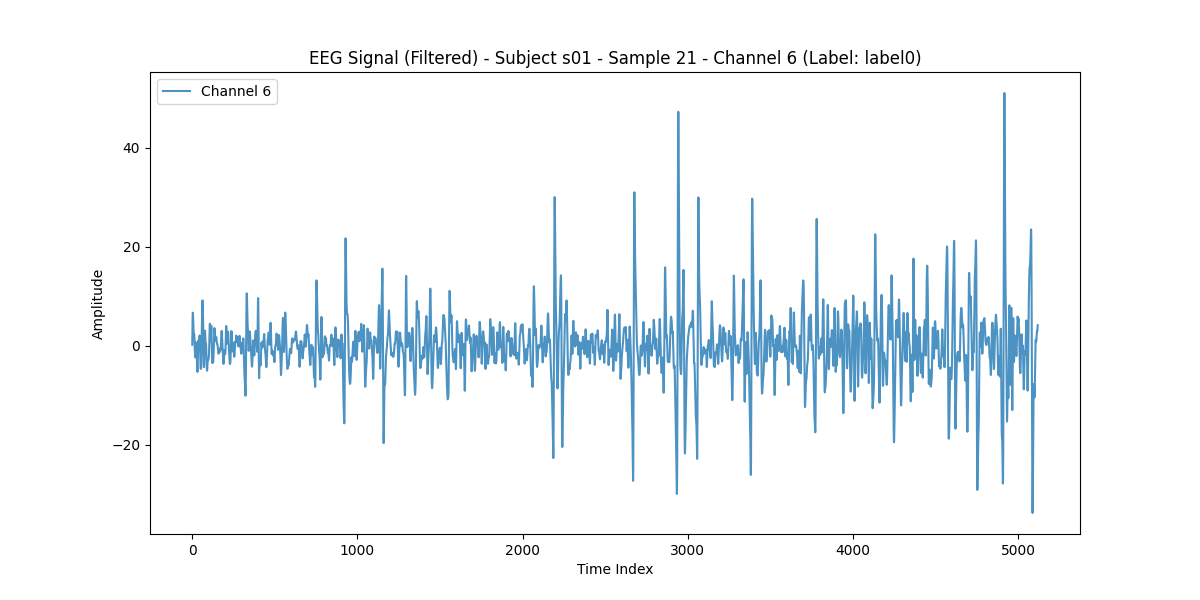 EEG Signal (Filtered) - Subject s01 - Sample 21 - Channel 6 (Label: label0)
Channel 6
Amplitude
40
20
0
−20
0
1000
2000
3000
4000
5000
Time Index